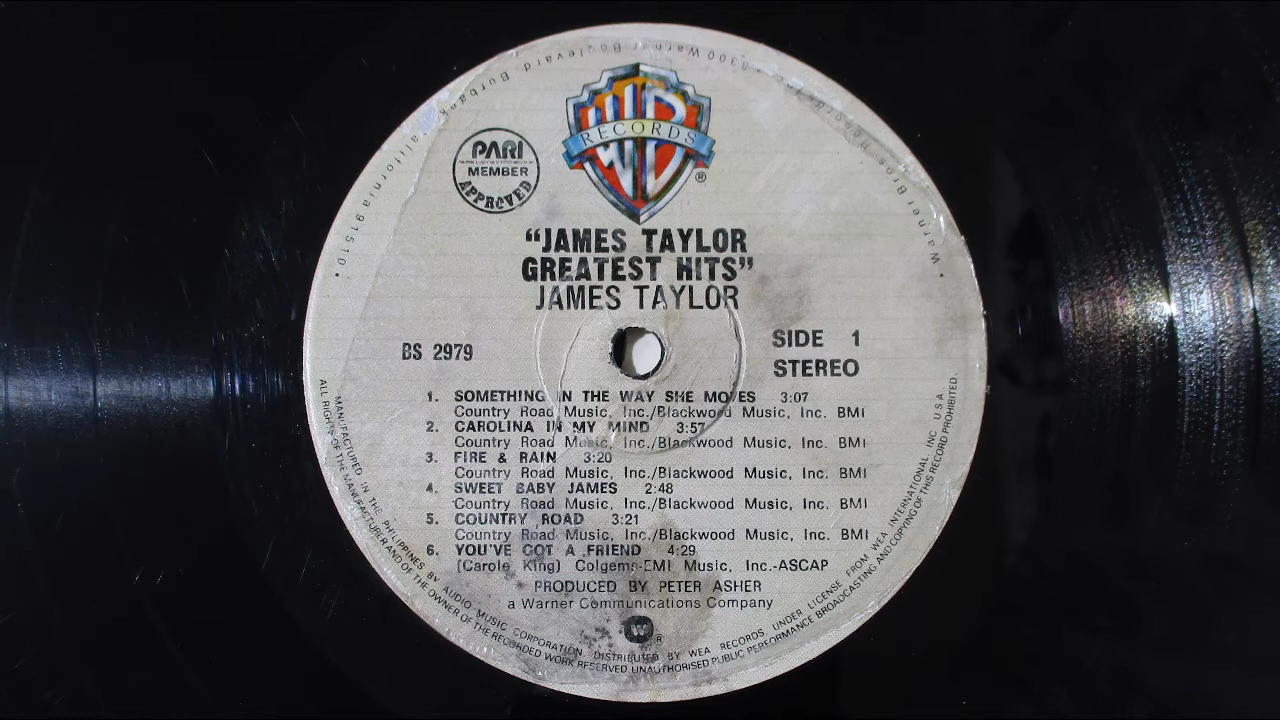 Warner Bros. Records 3300 Warner Boulevard Burbank California 91510 •
WB
RECORDS
®
PARI
MEMBER
APPROVED
“JAMES TAYLOR
GREATEST HITS”
JAMES TAYLOR
BS 2979
SIDE 1
STEREO
1. SOMETHING IN THE WAY SHE MOVES 3:07
Country Road Music, Inc./Blackwood Music, Inc. BMI
2. CAROLINA IN MY MIND 3:57
Country Road Music, Inc./Blackwood Music, Inc. BMI
3. FIRE & RAIN 3:20
Country Road Music, Inc./Blackwood Music, Inc. BMI
4. SWEET BABY JAMES 2:48
Country Road Music, Inc./Blackwood Music, Inc. BMI
5. COUNTRY ROAD 3:21
Country Road Music, Inc./Blackwood Music, Inc. BMI
6. YOU'VE GOT A FRIEND 4:29
(Carole King) Colgems-EMI Music, Inc.-ASCAP
PRODUCED BY PETER ASHER
a Warner Communications Company
W ®
MANUFACTURED IN THE PHILIPPINES BY AUDIO MUSIC CORPORATION. DISTRIBUTED BY WEA RECORDS. UNDER LICENSE FROM WEA INTERNATIONAL INC U.S.A.
ALL RIGHTS OF THE MANUFACTURER AND OF THE OWNER OF THE RECORDED WORK RESERVED. UNAUTHORISED PUBLIC PERFORMANCE BROADCASTING AND COPYING OF THIS RECORD PROHIBITED.